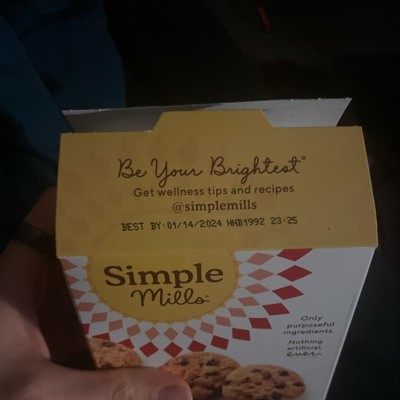 Be Your Brightest®
Get wellness tips and recipes
@simplemills
BEST BY:01/14/2024 HHB1992 23:25
Simple
Mills®
Only
purposeful
ingredients.
Nothing
artificial,
ever.